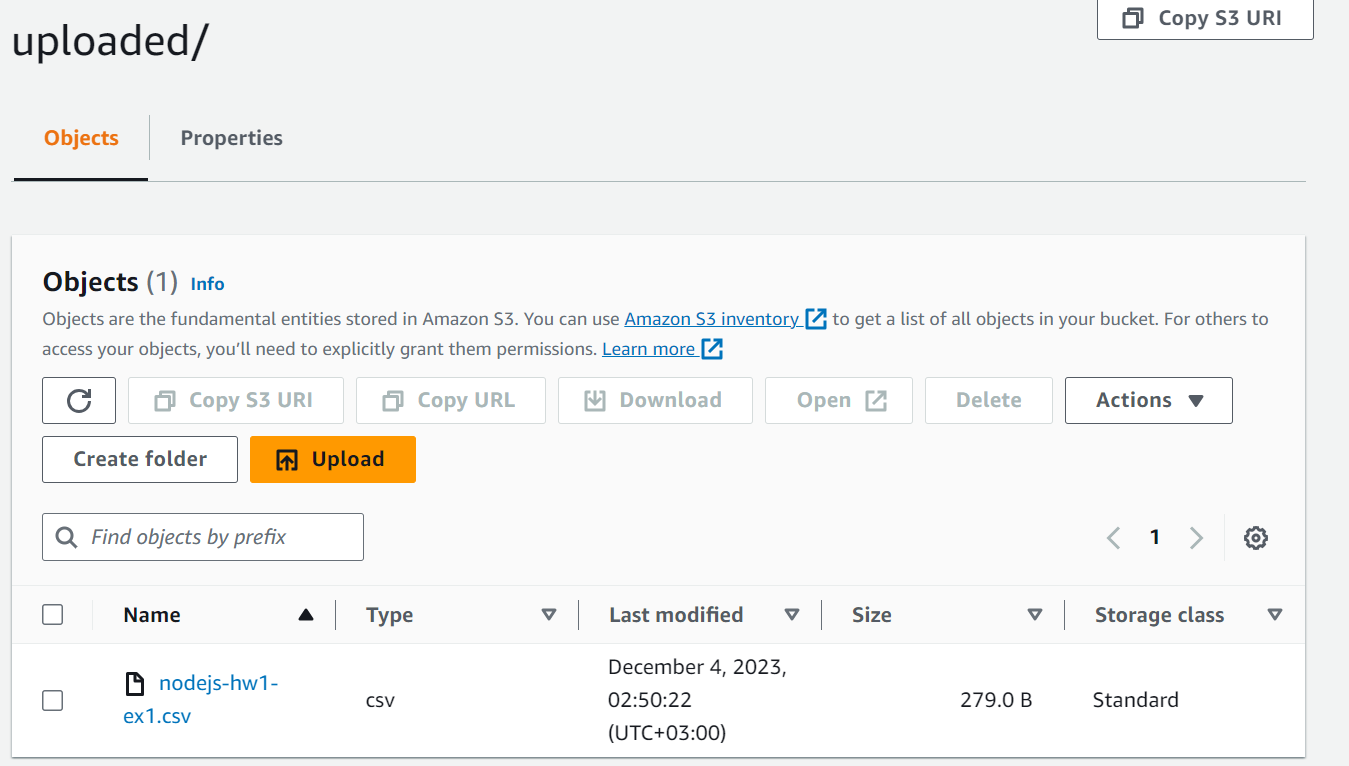 Copy S3 URI
uploaded/
Objects
Properties
Objects (1) Info
Objects are the fundamental entities stored in Amazon S3. You can use Amazon S3 inventory to get a list of all objects in your bucket. For others to
access your objects, you’ll need to explicitly grant them permissions. Learn more
Copy S3 URI
Copy URL
Download
Open
Delete
Actions
Create folder
Upload
Find objects by prefix
1
Name
Type
Last modified
Size
Storage class
nodejs-hw1-
ex1.csv
csv
December 4, 2023,
02:50:22
(UTC+03:00)
279.0 B
Standard